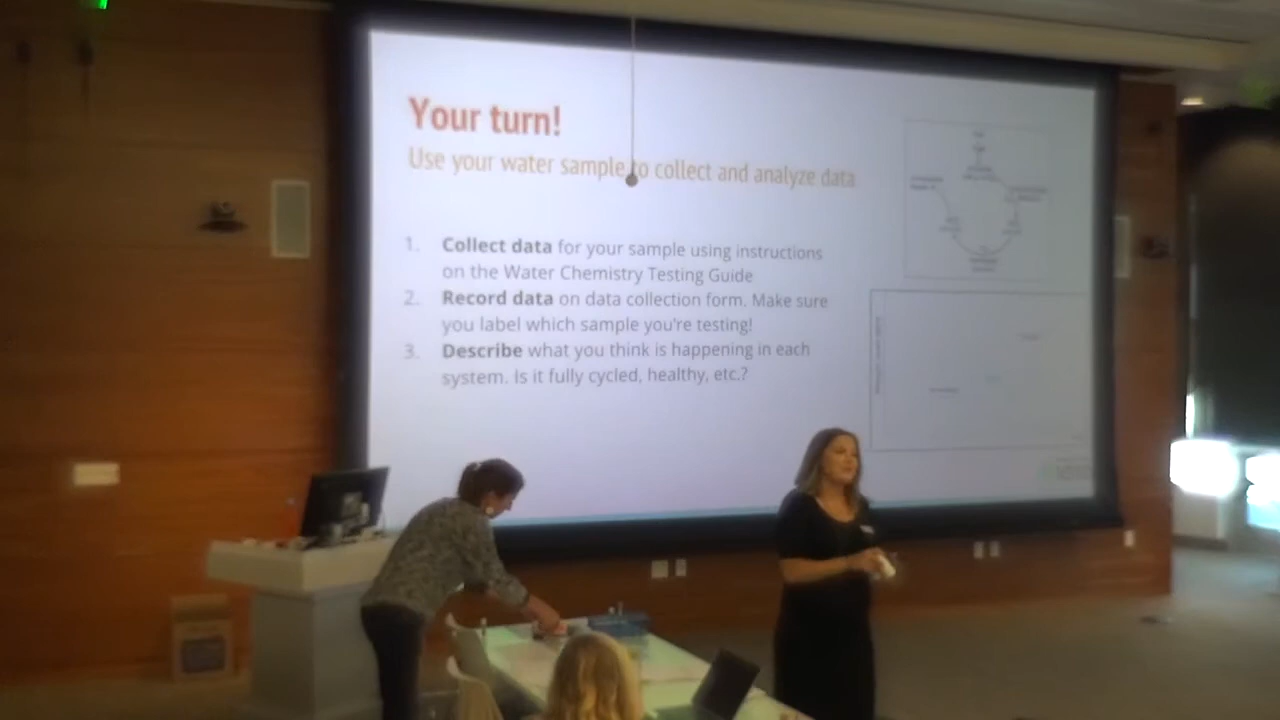 Your turn!
Use your water sample to collect and analyze data
1. Collect data for your sample using instructions
on the Water Chemistry Testing Guide
2. Record data on data collection form. Make sure
you label which sample you're testing!
3. Describe what you think is happening in each
system. Is it fully cycled, healthy, etc.?